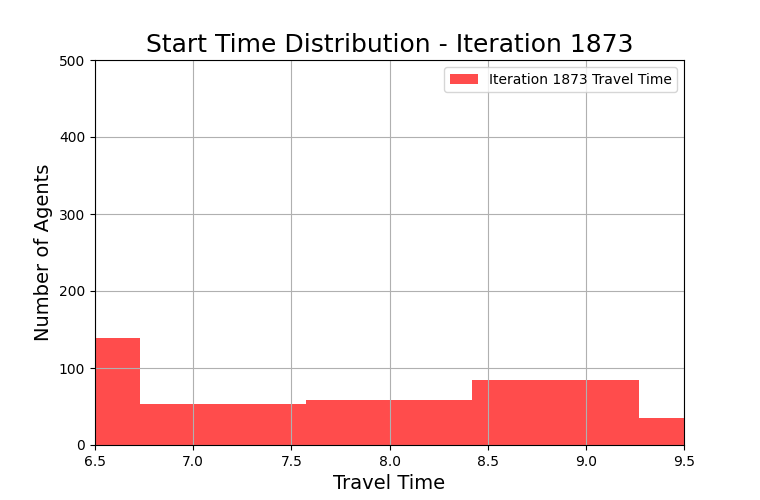 Start Time Distribution - Iteration 1873
Iteration 1873 Travel Time
Number of Agents
500
400
300
200
100
0
6.5 7.0 7.5 8.0 8.5 9.0 9.5
Travel Time